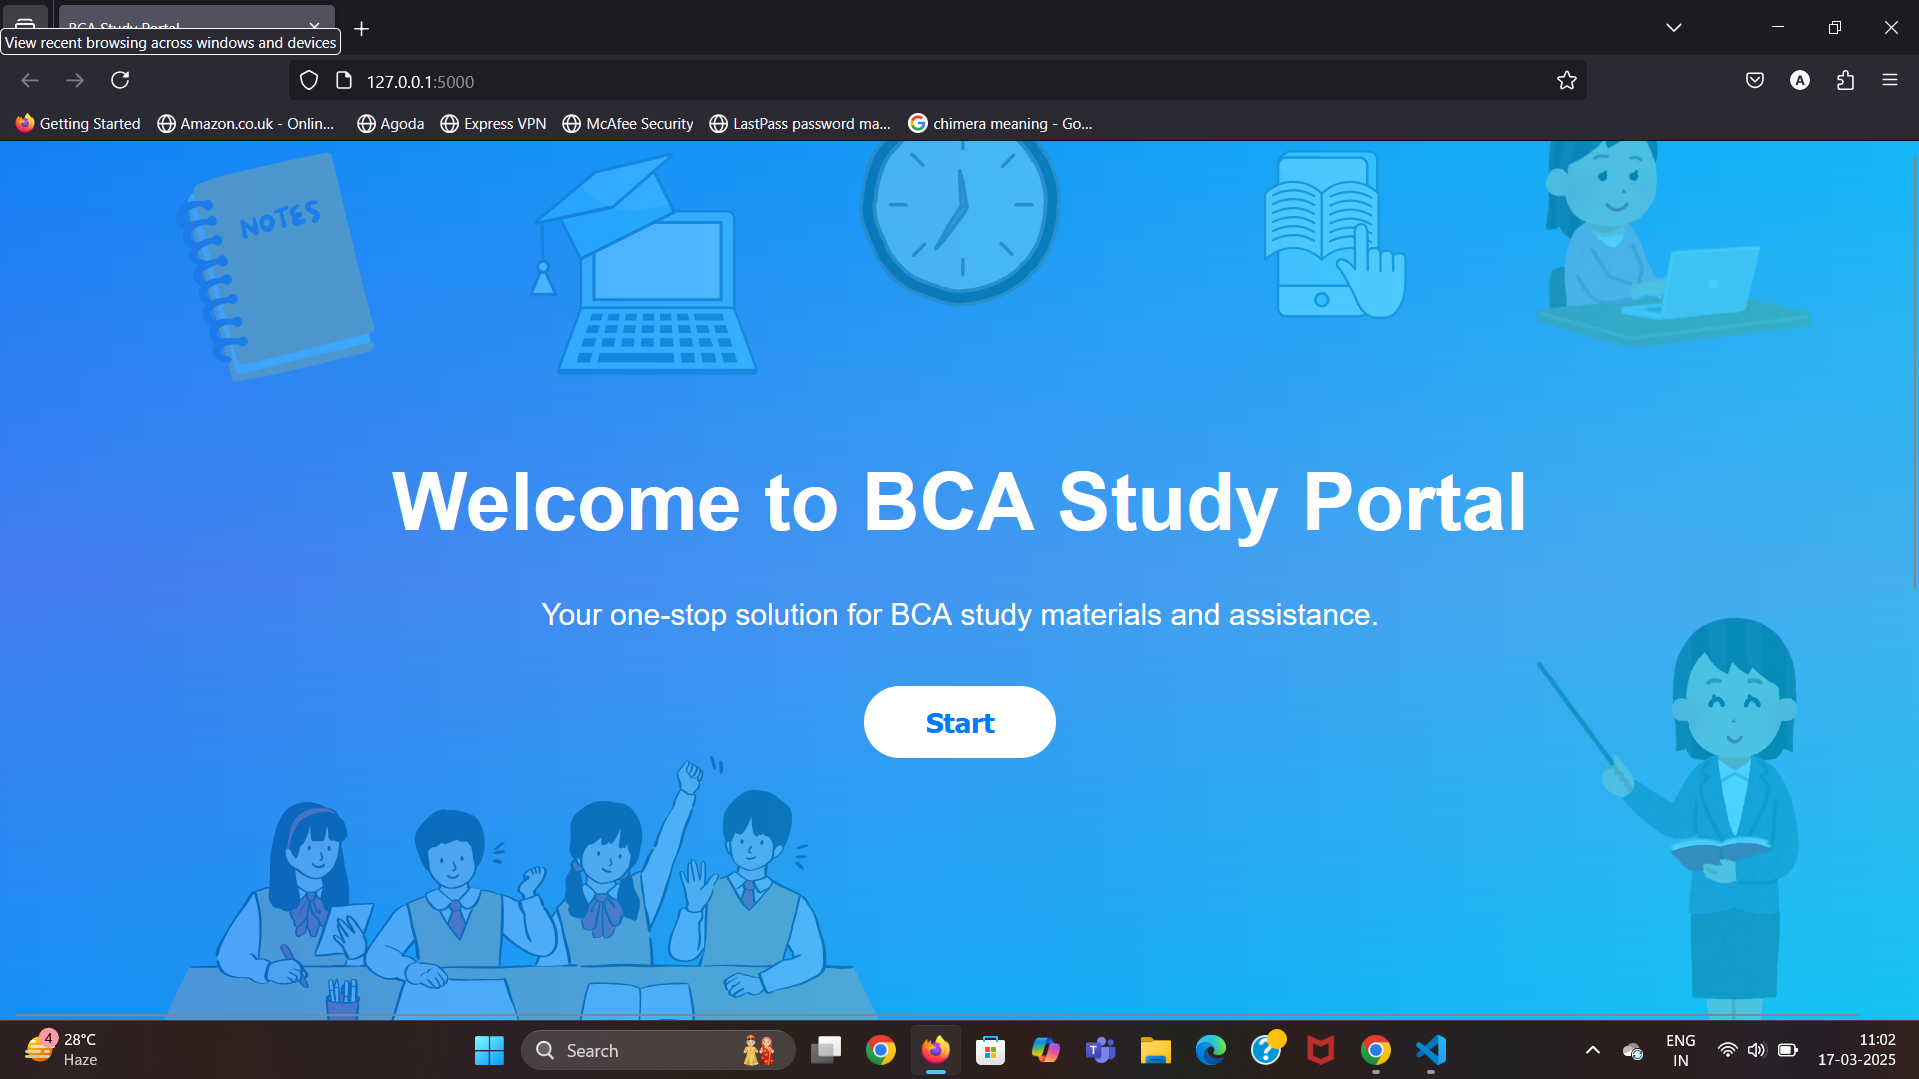 BCA Study Portal
View recent browsing across windows and devices
127.0.0.1:5000
A
Getting Started
Amazon.co.uk - Onlin...
Agoda
Express VPN
McAfee Security
LastPass password ma...
chimera meaning - Go...
NOTES
Welcome to BCA Study Portal
Your one-stop solution for BCA study materials and assistance.
Start
4
28°C
Haze
Search
ENG
IN
11:02
17-03-2025